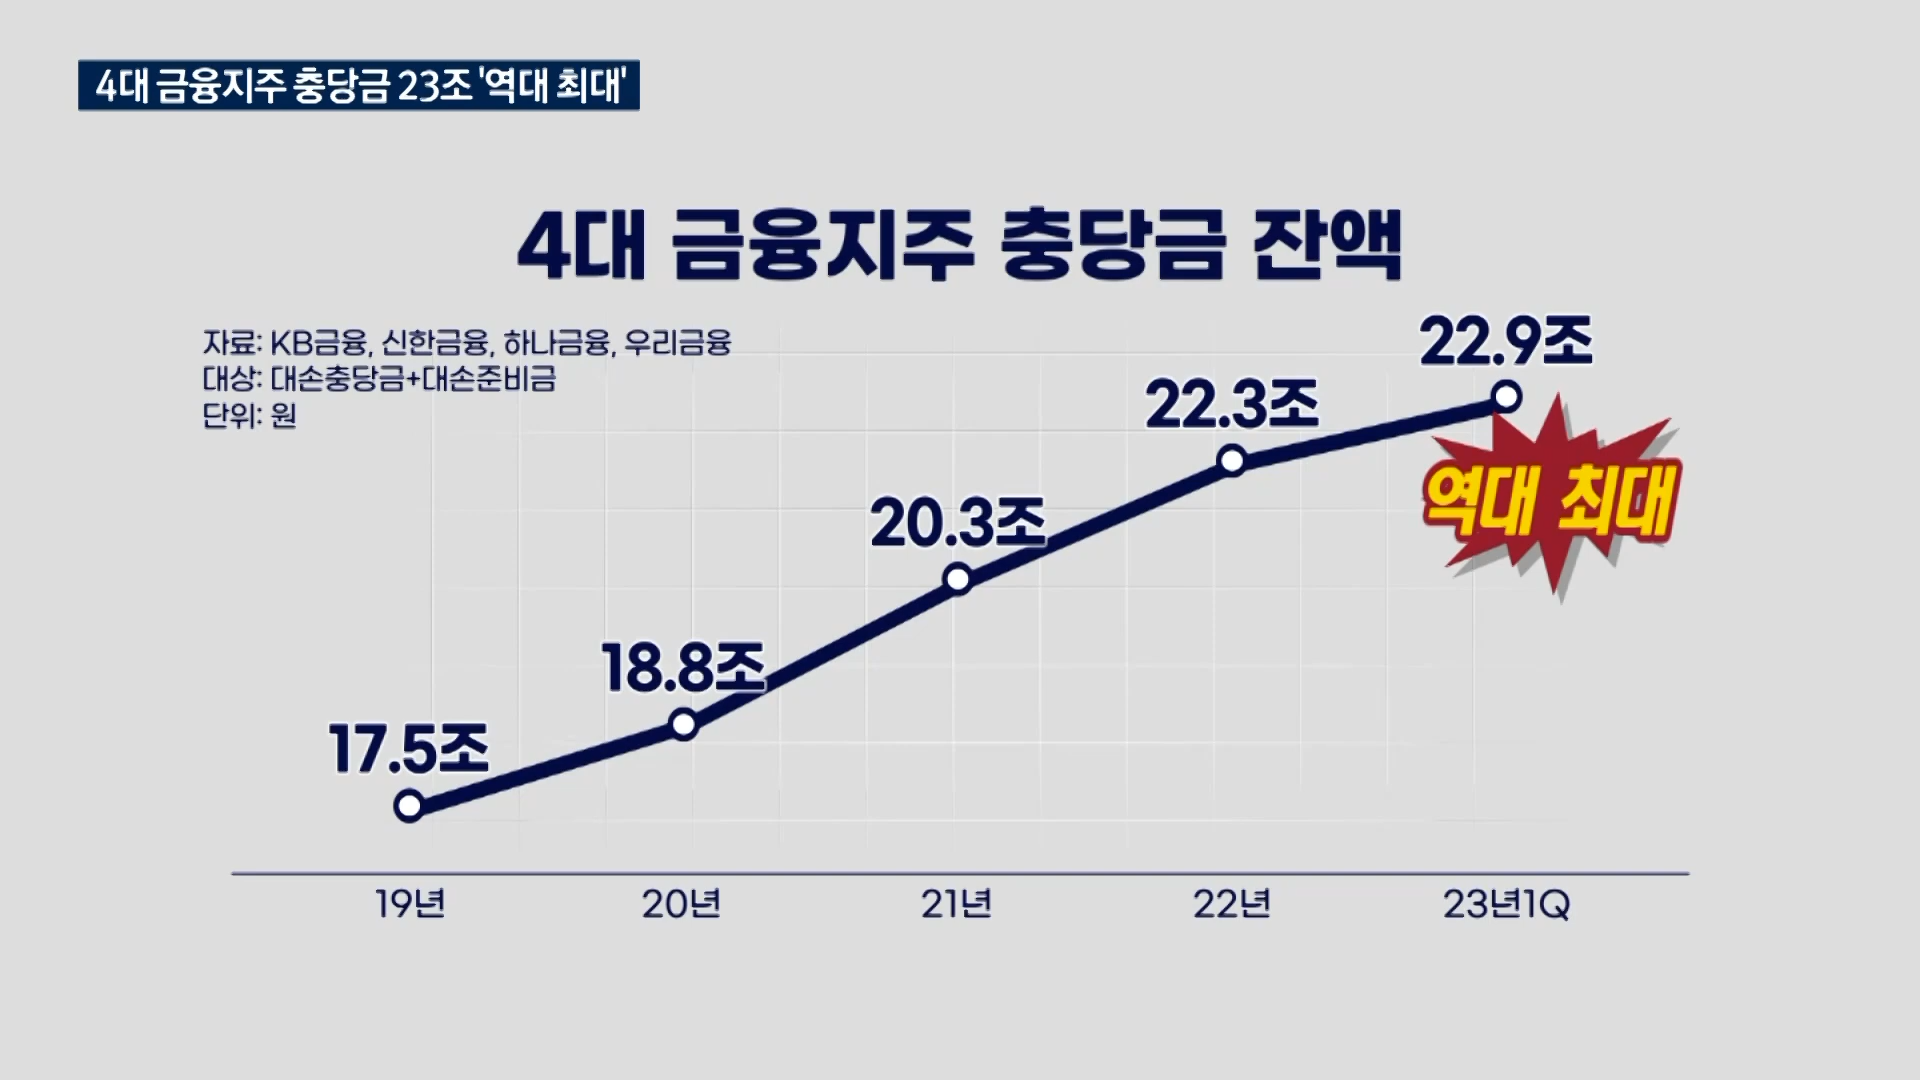 4대 금융지주 충당금 23조 '역대 최대'
4대 금융지주 충당금 잔액
자료: KB금융, 신한금융, 하나금융, 우리금융
대상: 대손충당금+대손준비금
단위: 원
17.5조
18.8조
20.3조
22.3조
22.9조
역대 최대
19년
20년
21년
22년
23년1Q